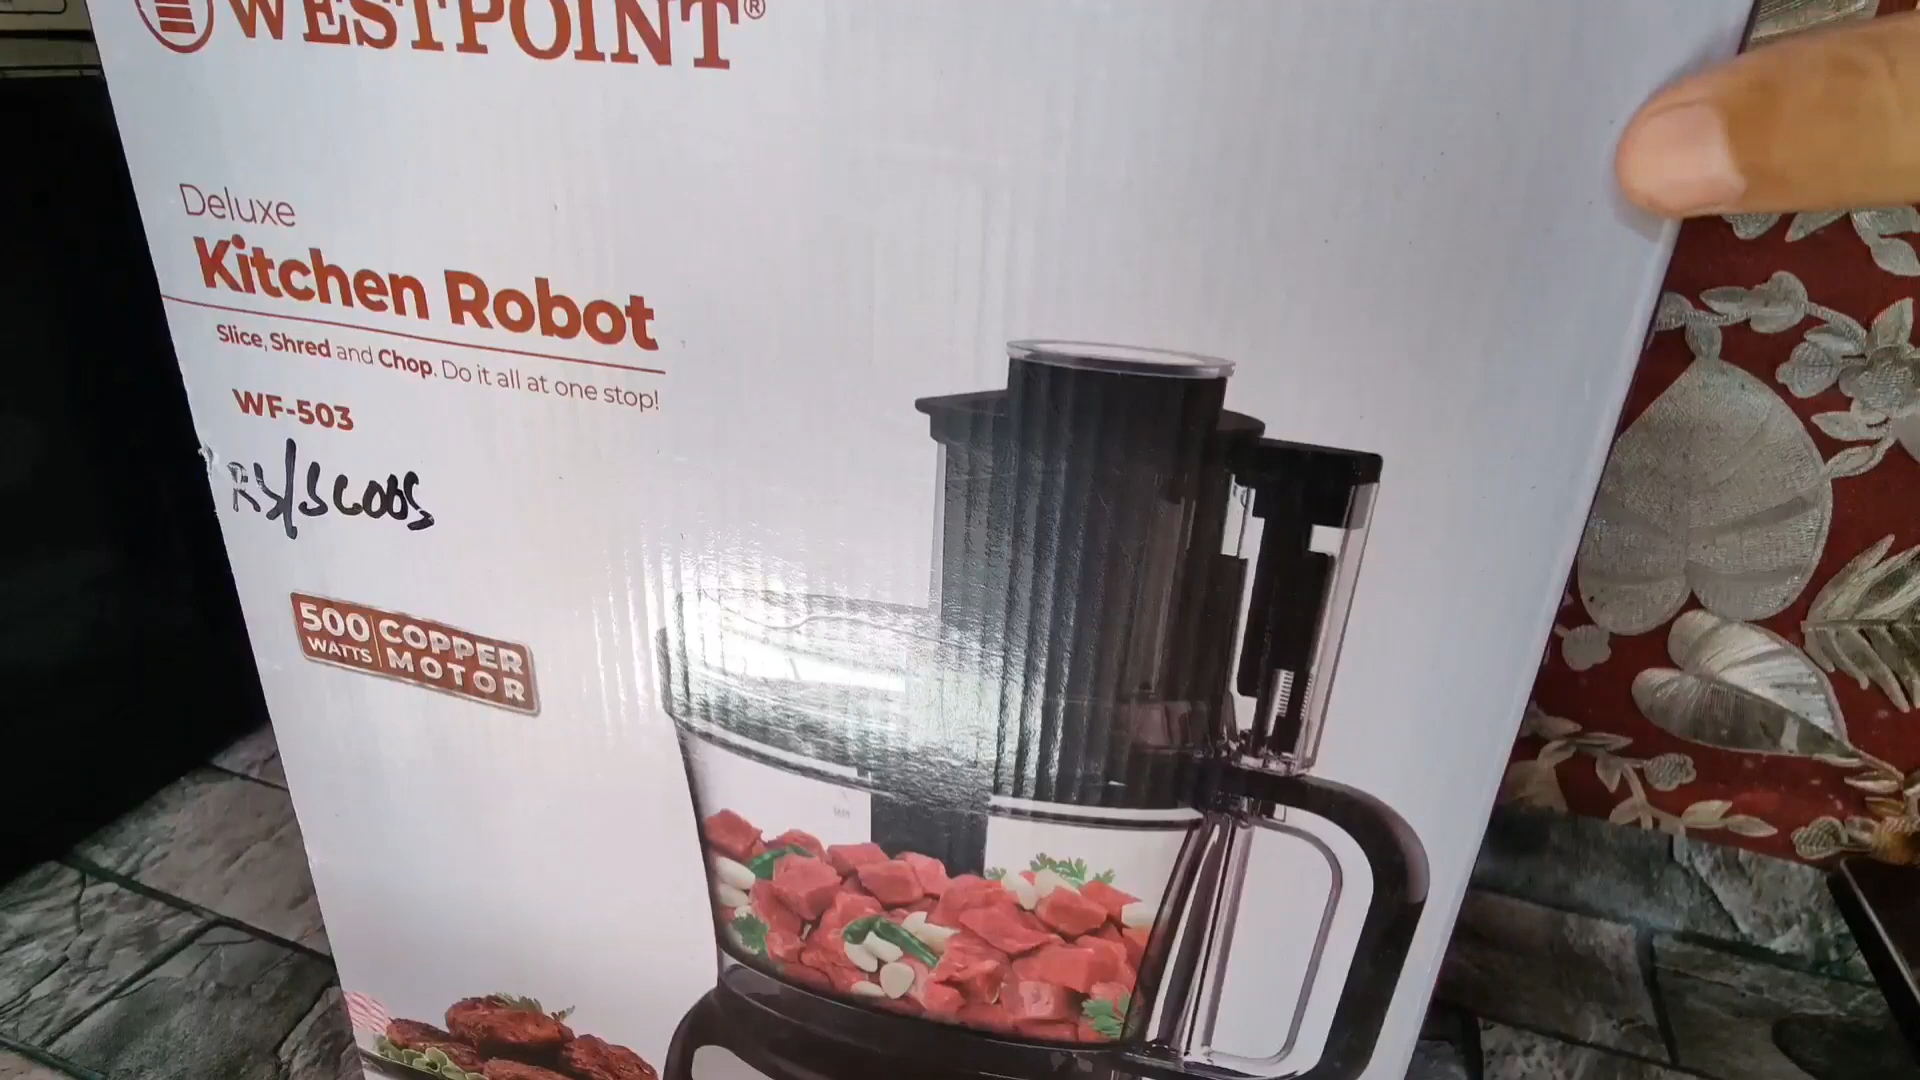 WESTPOINT®
Deluxe
Kitchen Robot
Slice, Shred and Chop. Do it all at one stop!
WF-503
500 WATTS
COPPER MOTOR